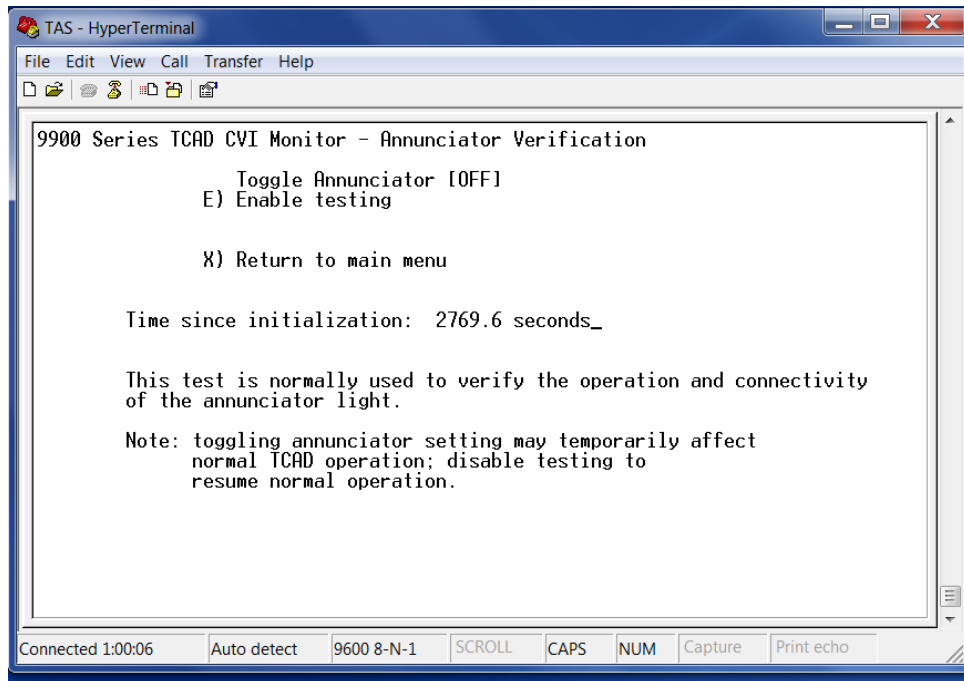 TAS - HyperTerminal
File Edit View Call Transfer Help
9900 Series TCAD CVI Monitor - Annunciator Verification
Toggle Annunciator [OFF]
E) Enable testing
X) Return to main menu
Time since initialization: 2769.6 seconds_
This test is normally used to verify the operation and connectivity
of the annunciator light.
Note: toggling annunciator setting may temporarily affect
normal TCAD operation; disable testing to
resume normal operation.
Connected 1:00:06 Auto detect 9600 8-N-1 SCROLL CAPS NUM Capture Print echo